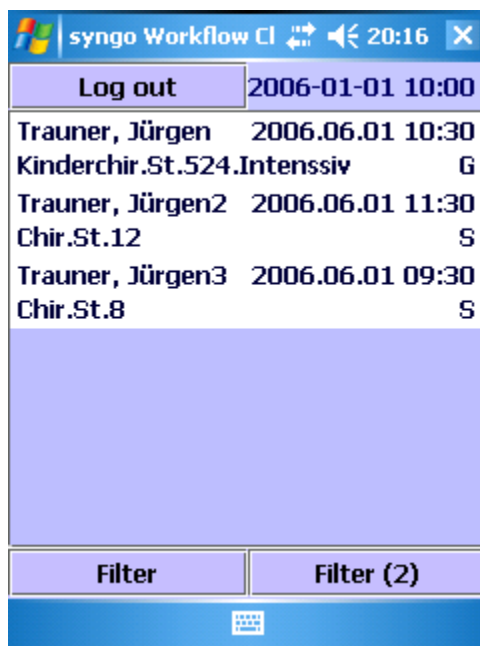 syngo Workflow Cl 20:16
Log out 2006-01-01 10:00
Trauner, Jürgen 2006.06.01 10:30
Kinderchir.St.524.Intenssiv G
Trauner, Jürgen2 2006.06.01 11:30
Chir.St.12 S
Trauner, Jürgen3 2006.06.01 09:30
Chir.St.8 S
Filter Filter (2)